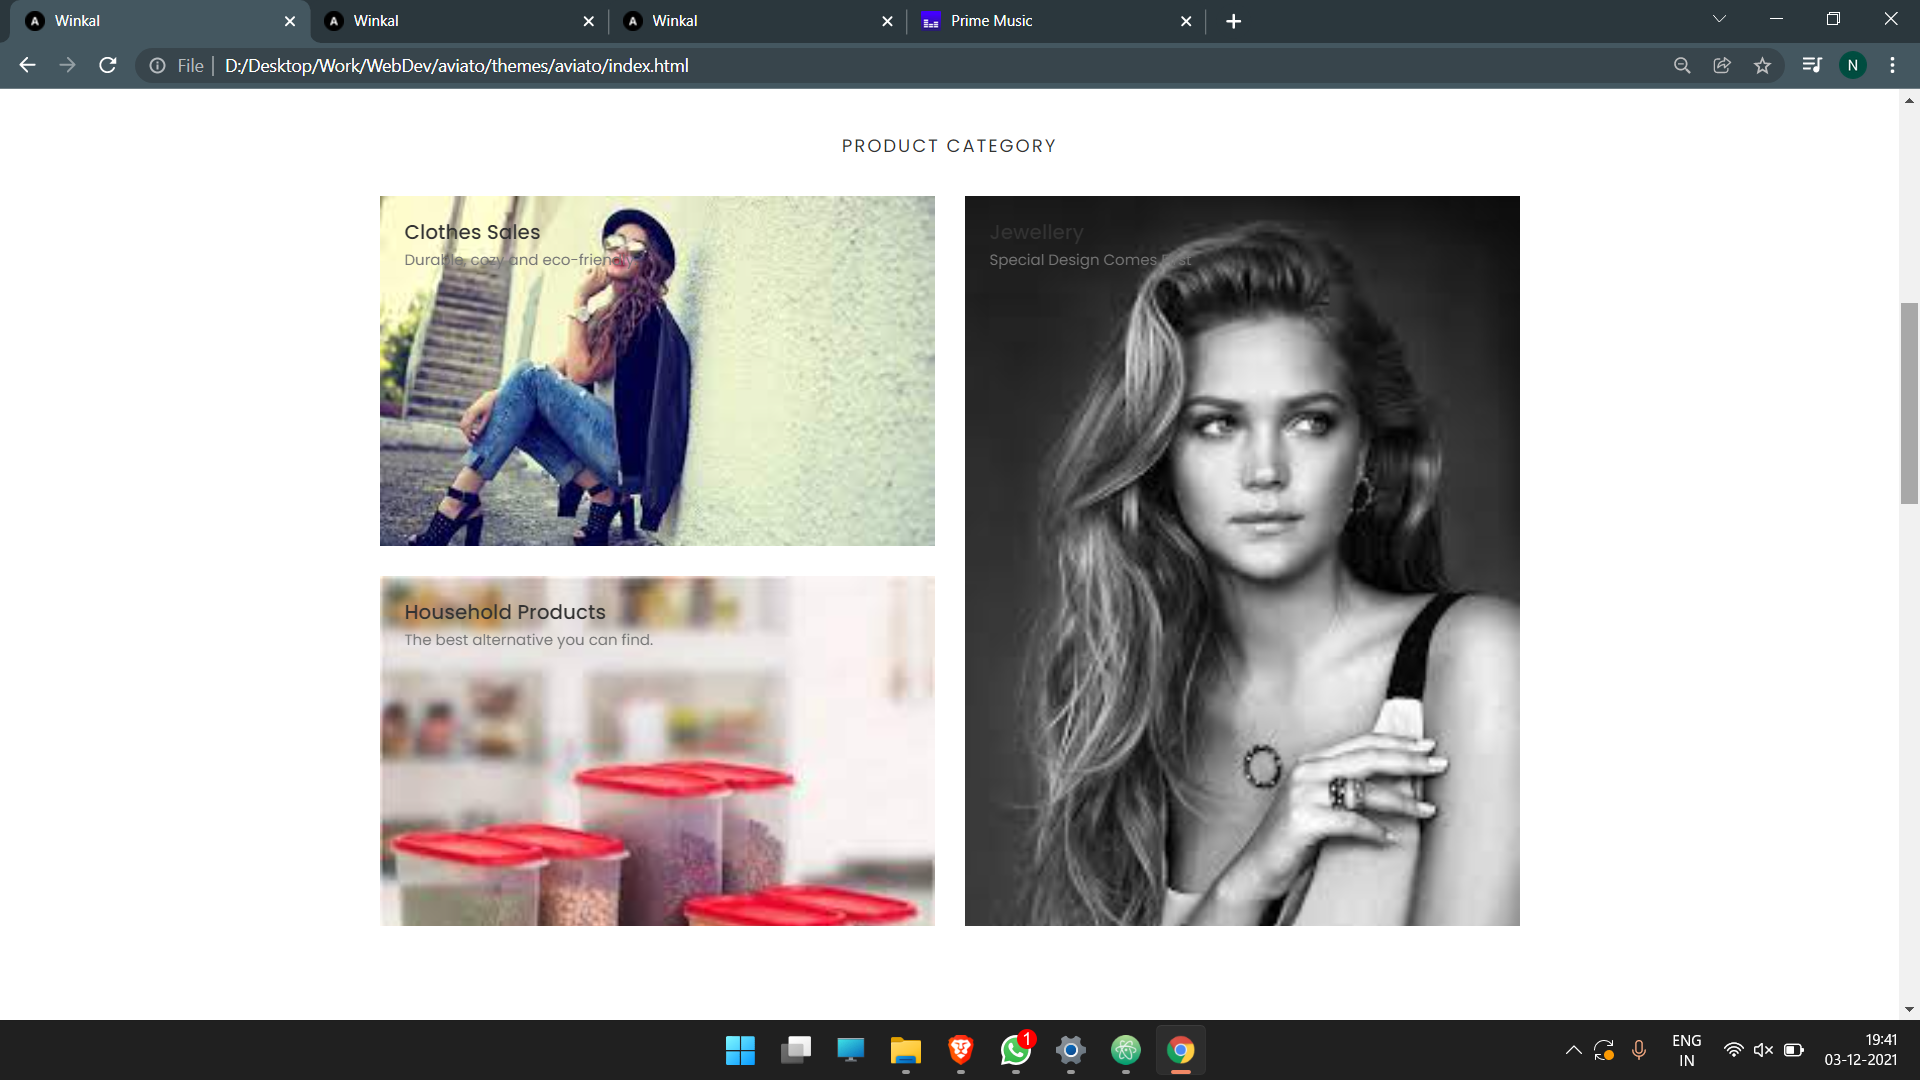 Winkal
Winkal
Winkal
Prime Music
File
D:/Desktop/Work/WebDev/aviato/themes/aviato/index.html
N
PRODUCT CATEGORY
Clothes Sales
Durable, cozy and eco-friendly
Jewellery
Special Design Comes First
Household Products
The best alternative you can find.
1
ENG
IN
19:41
03-12-2021